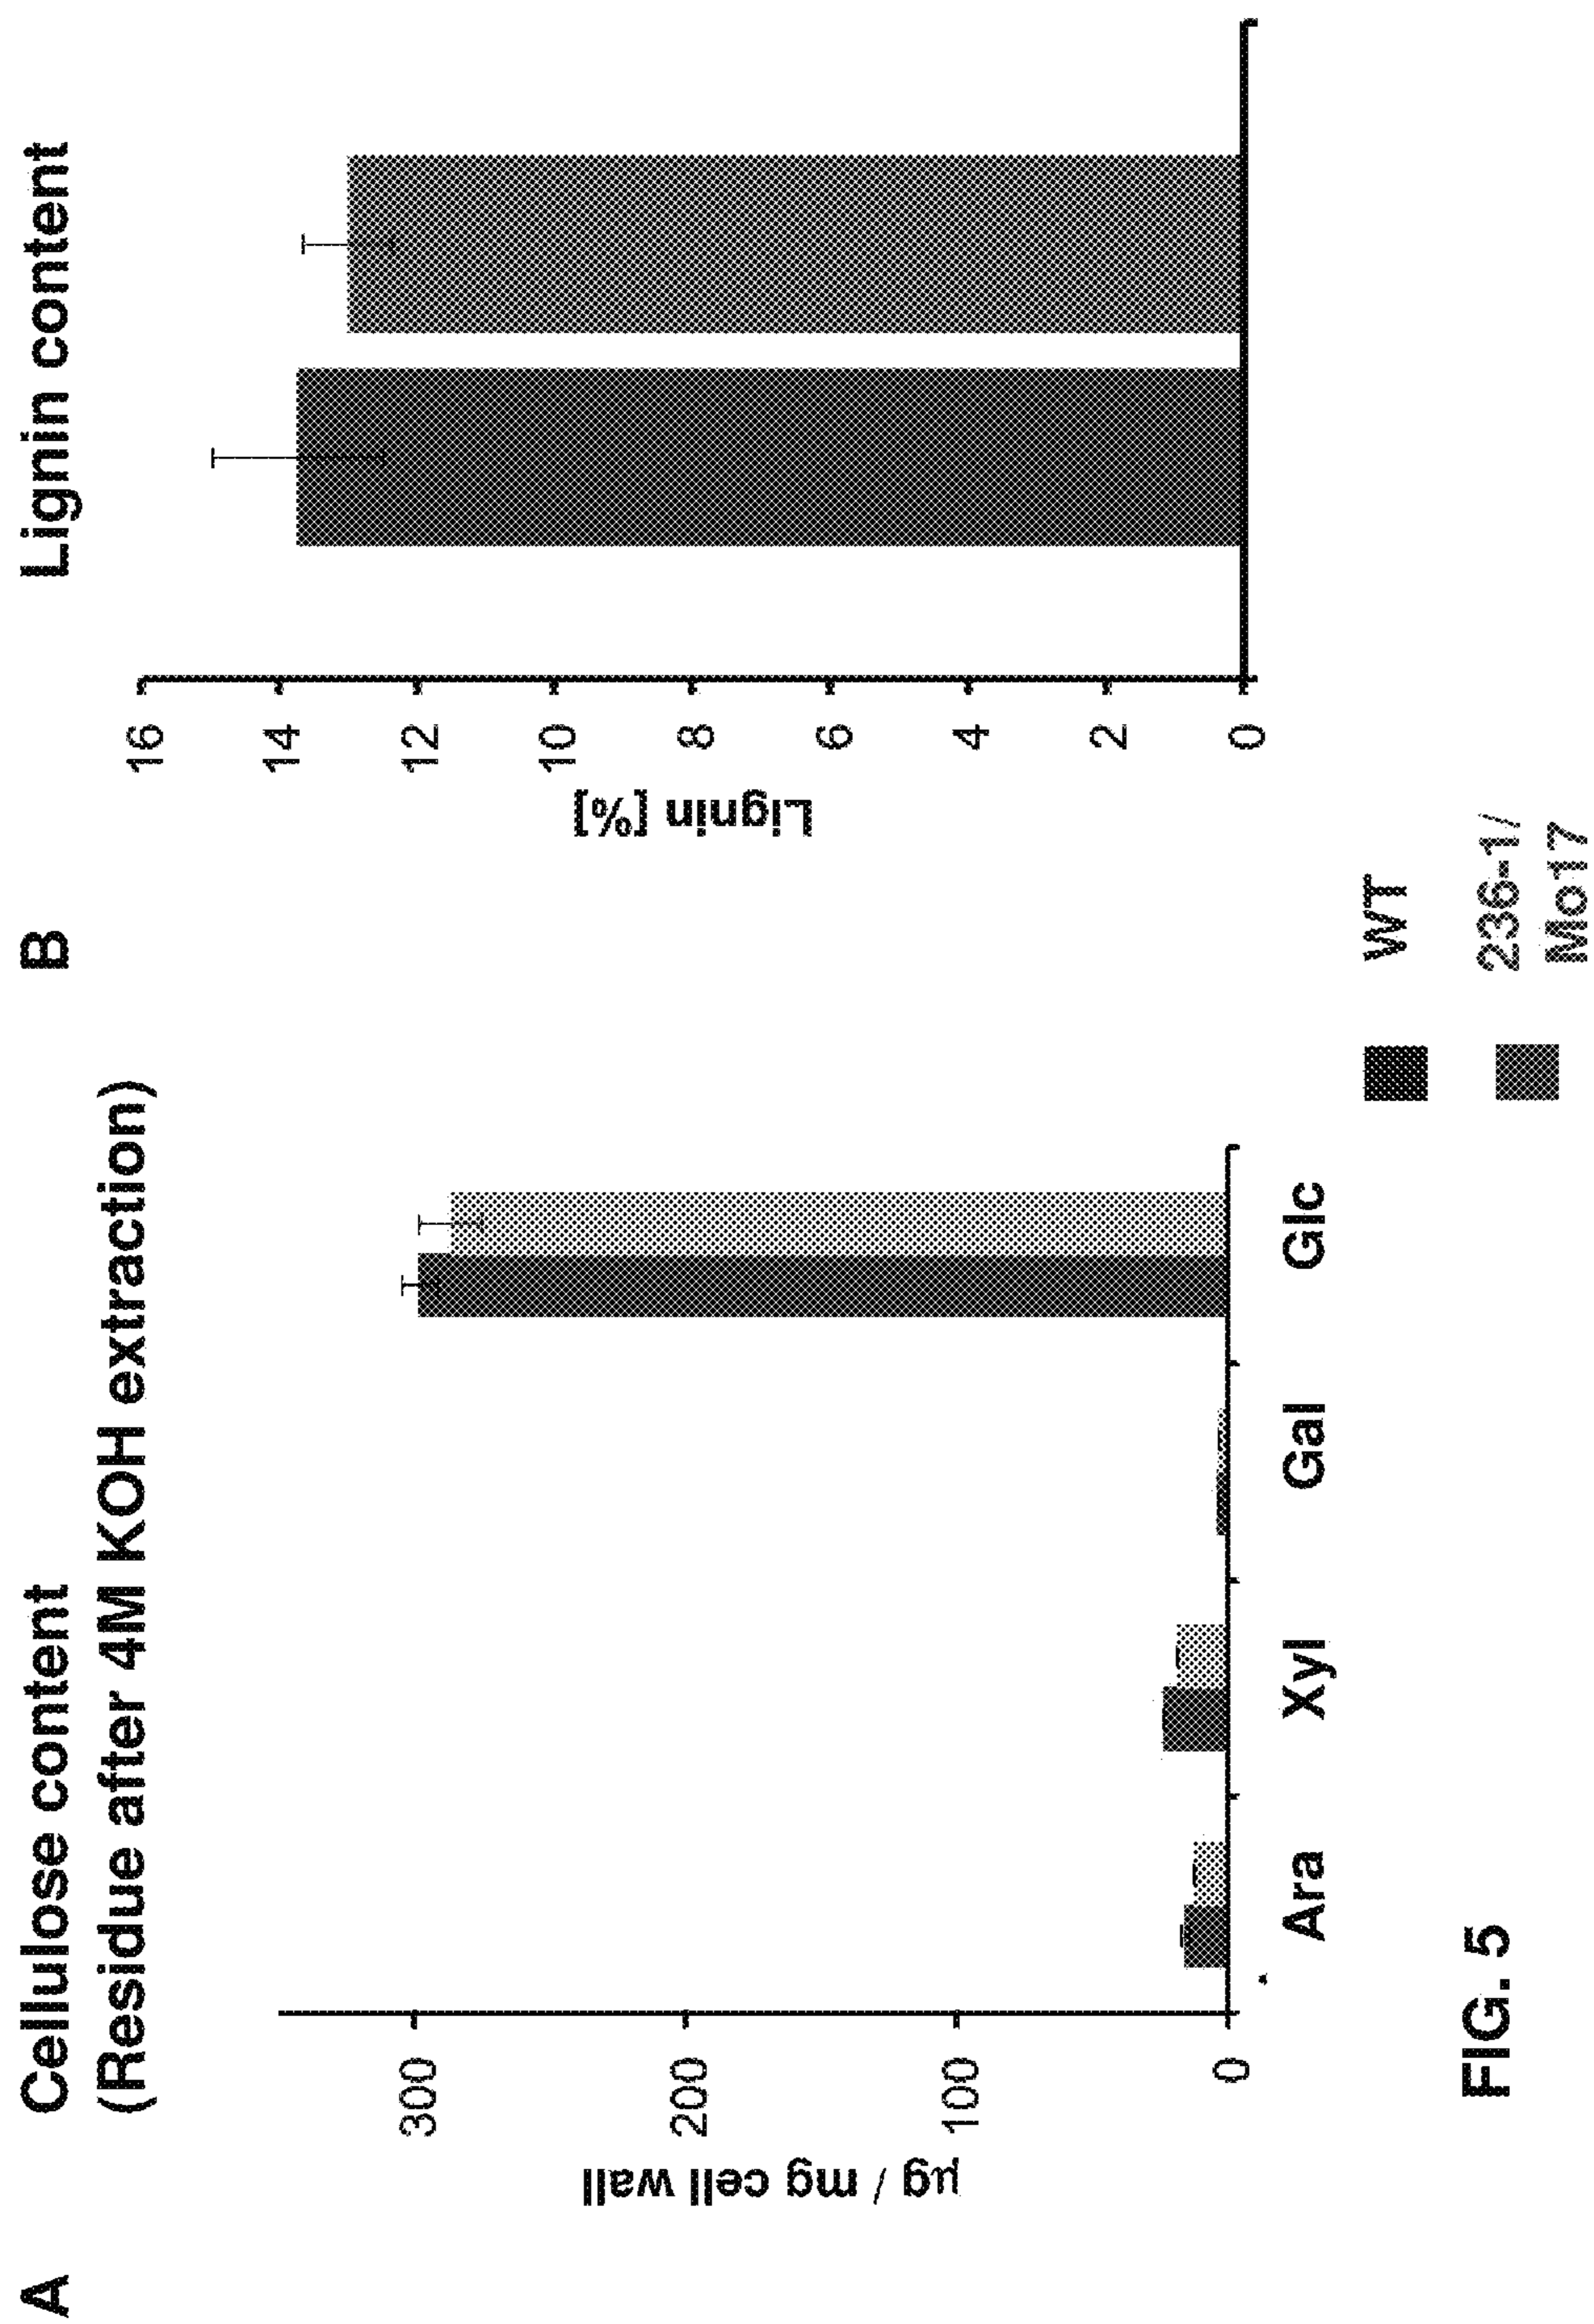 A
Cellulose content
(Residue after 4M KOH extraction)
µg / mg cell wall
300
200
100
0
Ara
Xyl
Gal
Glc
B
Lignin content
Lignin [%]
16
14
12
10
8
6
4
2
0
WT
236-1/
Mo17
FIG. 5